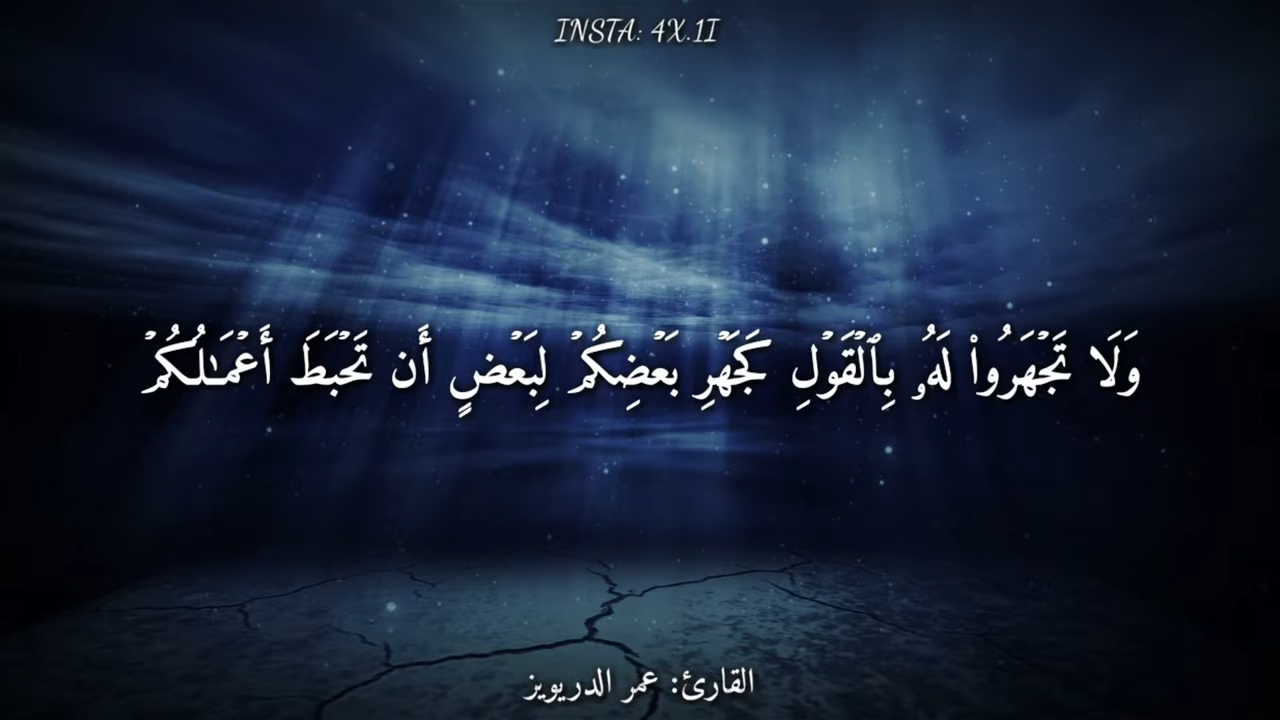 INSTA: 4X.1I
وَلَا تَجۡهَرُواْ لَهُۥ بِٱلۡقَوۡلِ كَجَهۡرِ بَعۡضِكُمۡ لِبَعۡضٍ أَن تَحۡبَطَ أَعۡمَٰلُكُمۡ
القارئ: عمر الدريويز